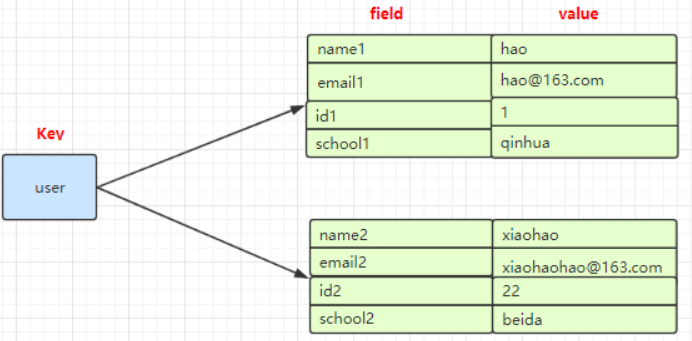 field value
name1 hao
email1 hao@163.com
id1 1
school1 qinhua
Kev
user
name2 xiaohao
email2 xiaohaohao@163.com
id2 22
school2 beida